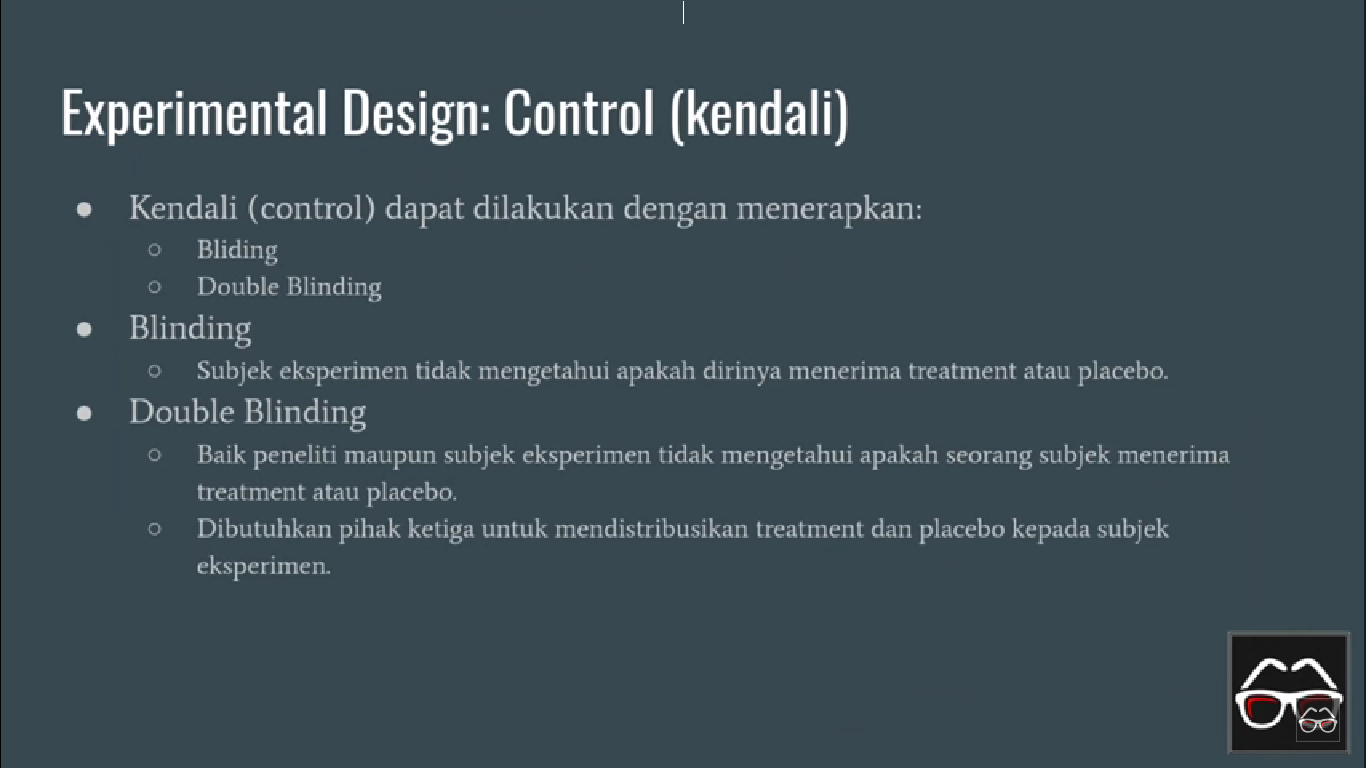 Experimental Design: Control (kendali)
● Kendali (control) dapat dilakukan dengan menerapkan:
○ Bliding
○ Double Blinding
● Blinding
○ Subjek eksperimen tidak mengetahui apakah dirinya menerima treatment atau placebo.
● Double Blinding
○ Baik peneliti maupun subjek eksperimen tidak mengetahui apakah seorang subjek menerima
treatment atau placebo.
○ Dibutuhkan pihak ketiga untuk mendistribusikan treatment dan placebo kepada subjek
eksperimen.